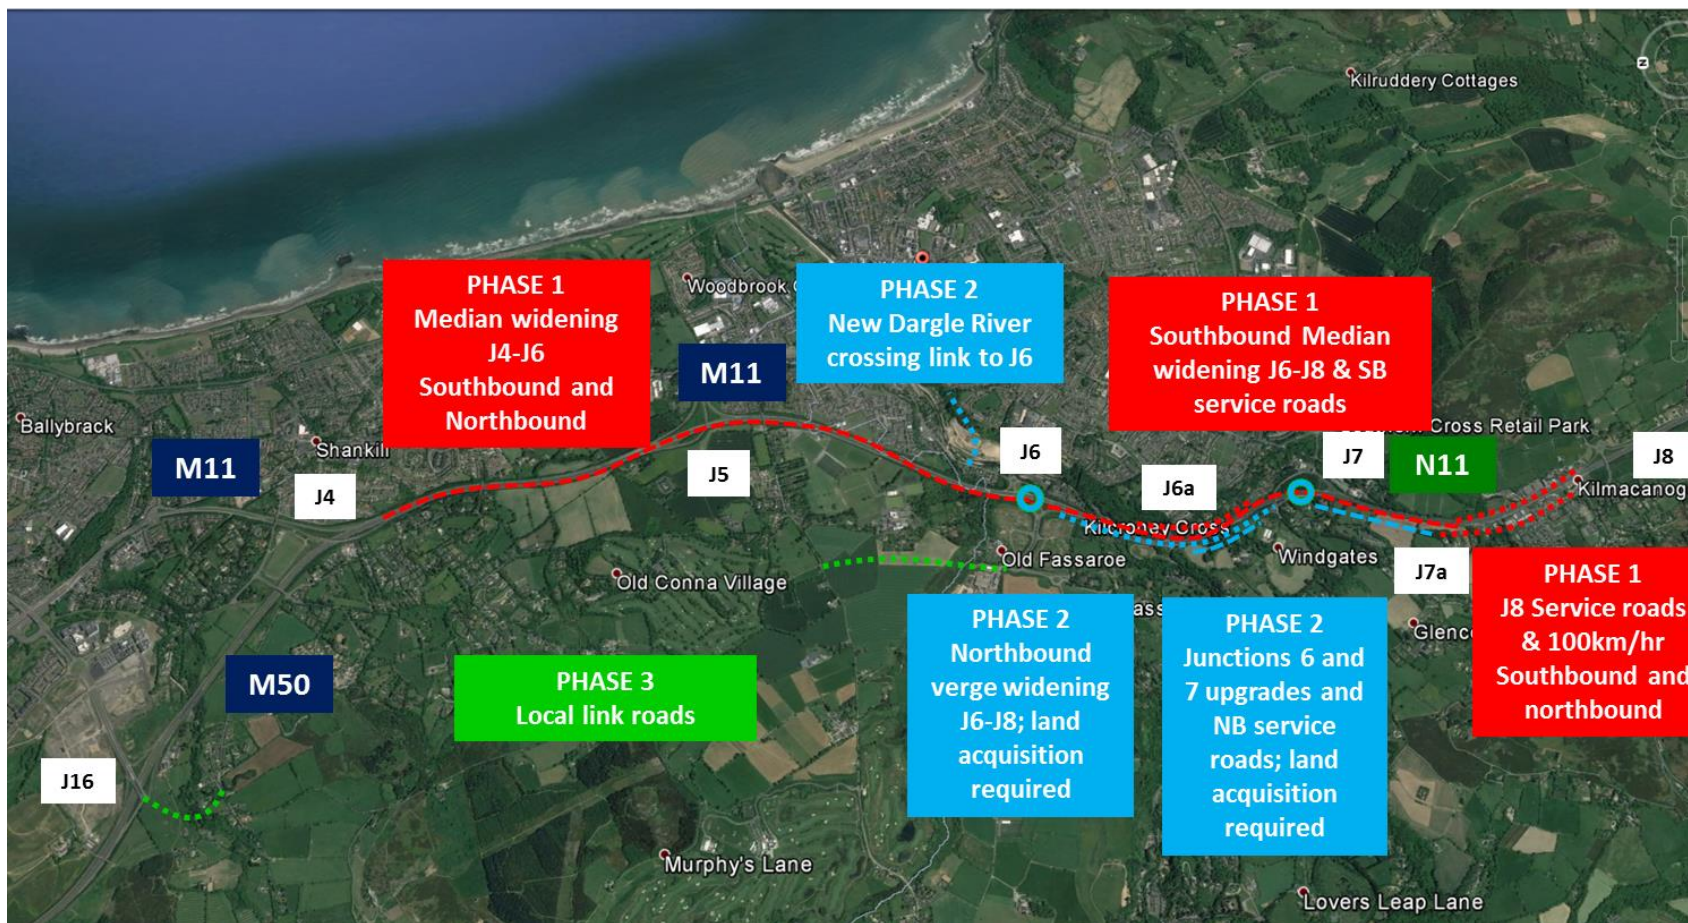 Kilruddery Cottages
Woodbrook
PHASE 1
Median widening
J4-J6
Southbound and
Northbound
PHASE 2
New Dargle River
crossing link to J6
PHASE 1
Southbound Median
widening J6-J8 & SB
service roads
M11
Ballybrack
Shankill
M11
J4
J5
J6
J6a
J7
Cross Retail Park
N11
J8
Kilmacanog
Kilcroney Cross
Old Fassaroe
Windgates
Old Conna Village
J7a
PHASE 1
J8 Service roads
& 100km/hr
Southbound and
northbound
PHASE 2
Northbound
verge widening
J6-J8; land
acquisition
required
PHASE 2
Junctions 6 and
7 upgrades and
NB service
roads; land
acquisition
required
M50
PHASE 3
Local link roads
J16
Murphy's Lane
Lovers Leap Lane